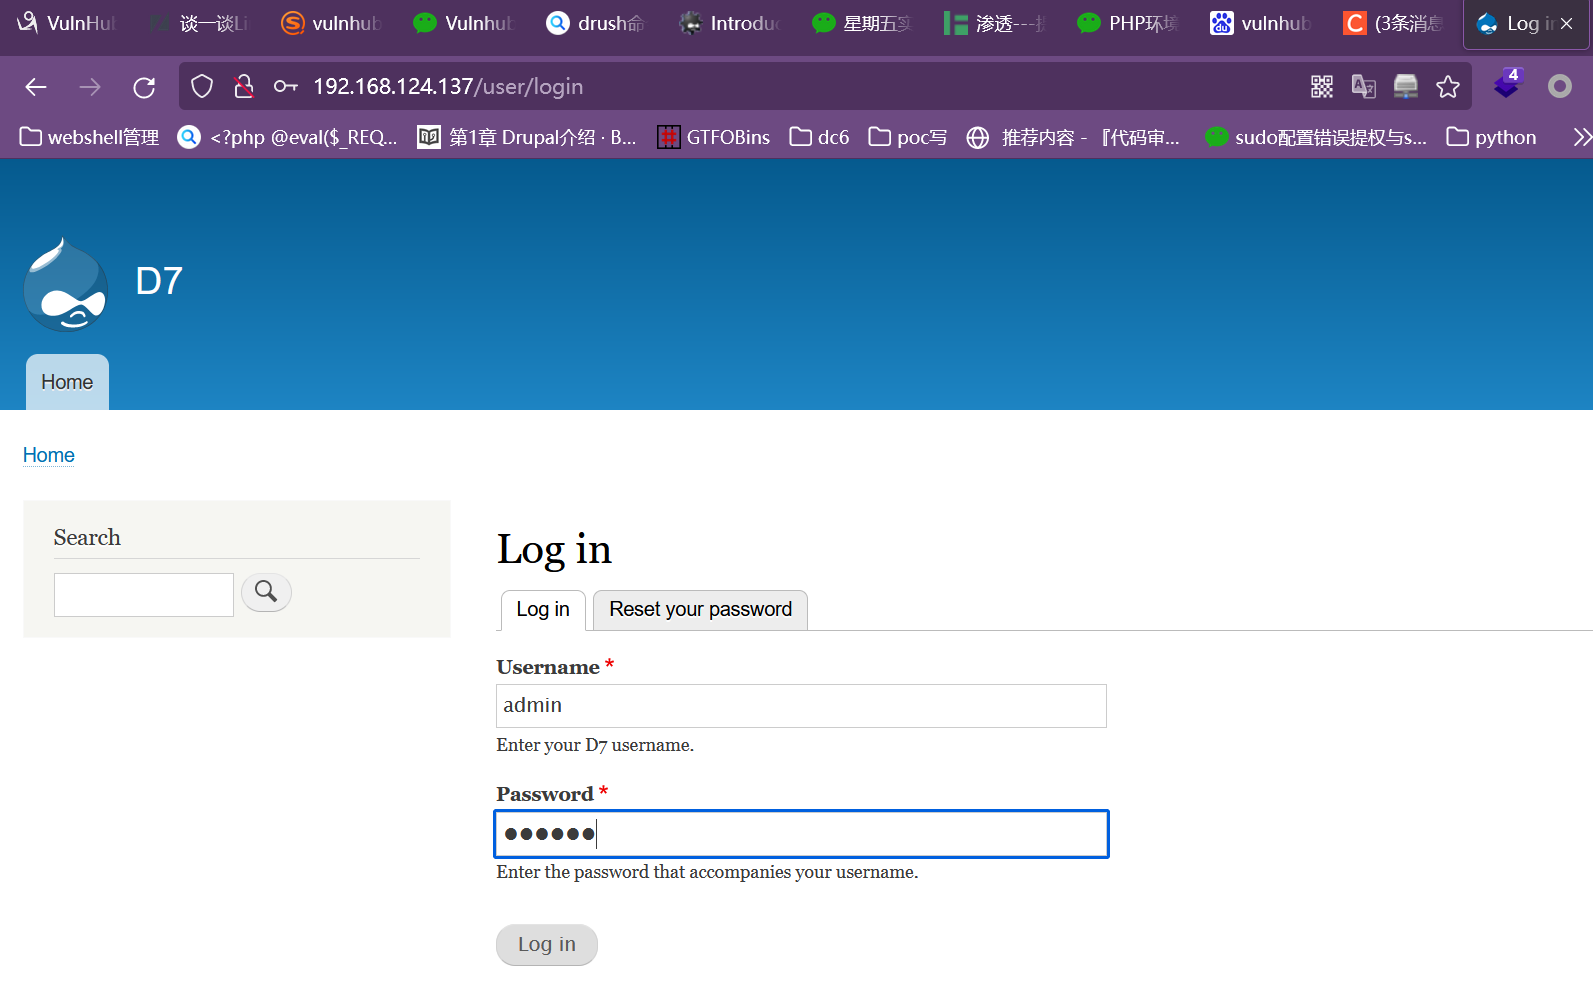 VulnHub 谈一谈Li vulnhub Vulnhub drush命 Introduc 星期五实 渗透--- PHP环境 vulnhub (3条消息 Log in
192.168.124.137/user/login 4
webshell管理 <?php @eval($_REQ... 第1章 Drupal介绍 · B... GTFOBins dc6 poc写 推荐内容 - 『代码审... sudo配置错误提权与s... python
D7
Home
Home
Search
Log in
Log in Reset your password
Username *
admin
Enter your D7 username.
Password *
Enter the password that accompanies your username.
Log in